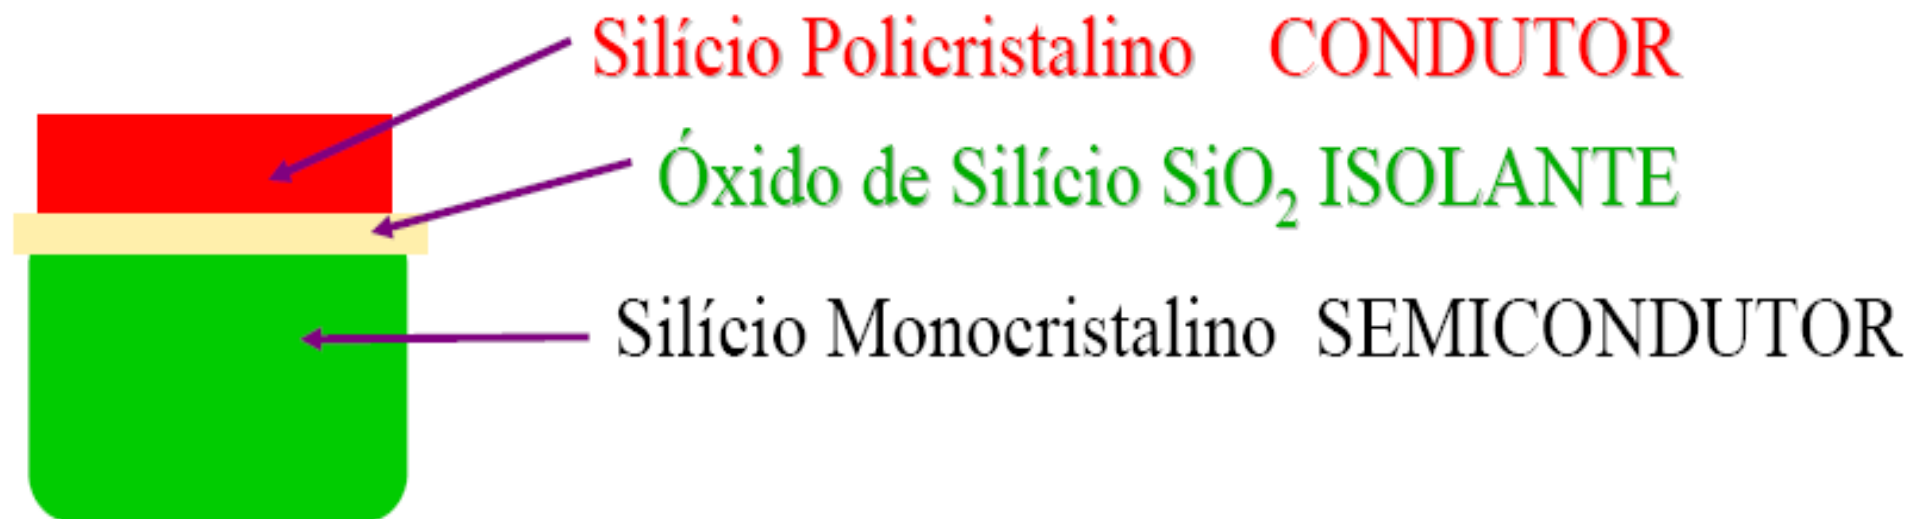 Silício Policristalino CONDUTOR
Óxido de Silício SiO₂ ISOLANTE
Silício Monocristalino SEMICONDUTOR